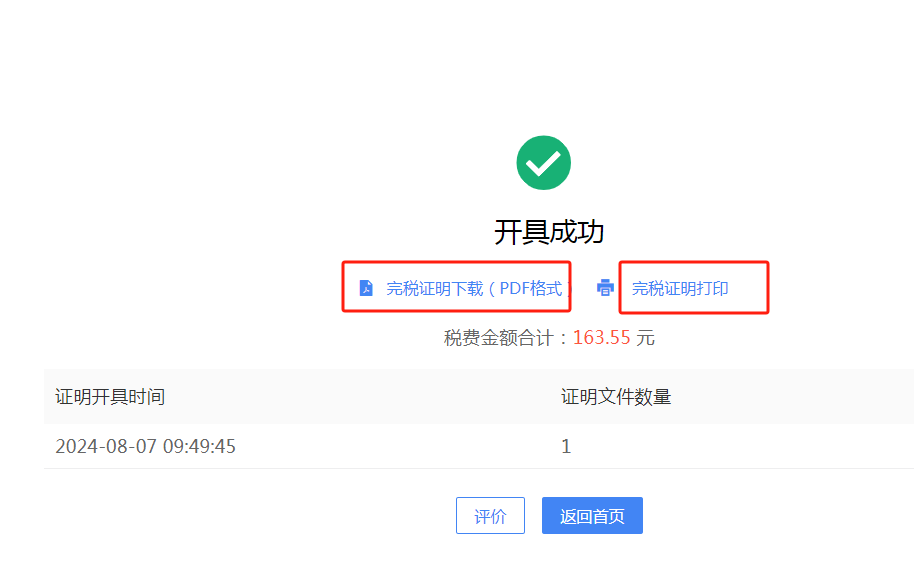 开具成功
完税证明下载（PDF格式） 完税证明打印
税费金额合计：163.55 元
证明开具时间 证明文件数量
2024-08-07 09:49:45 1
评价 返回首页